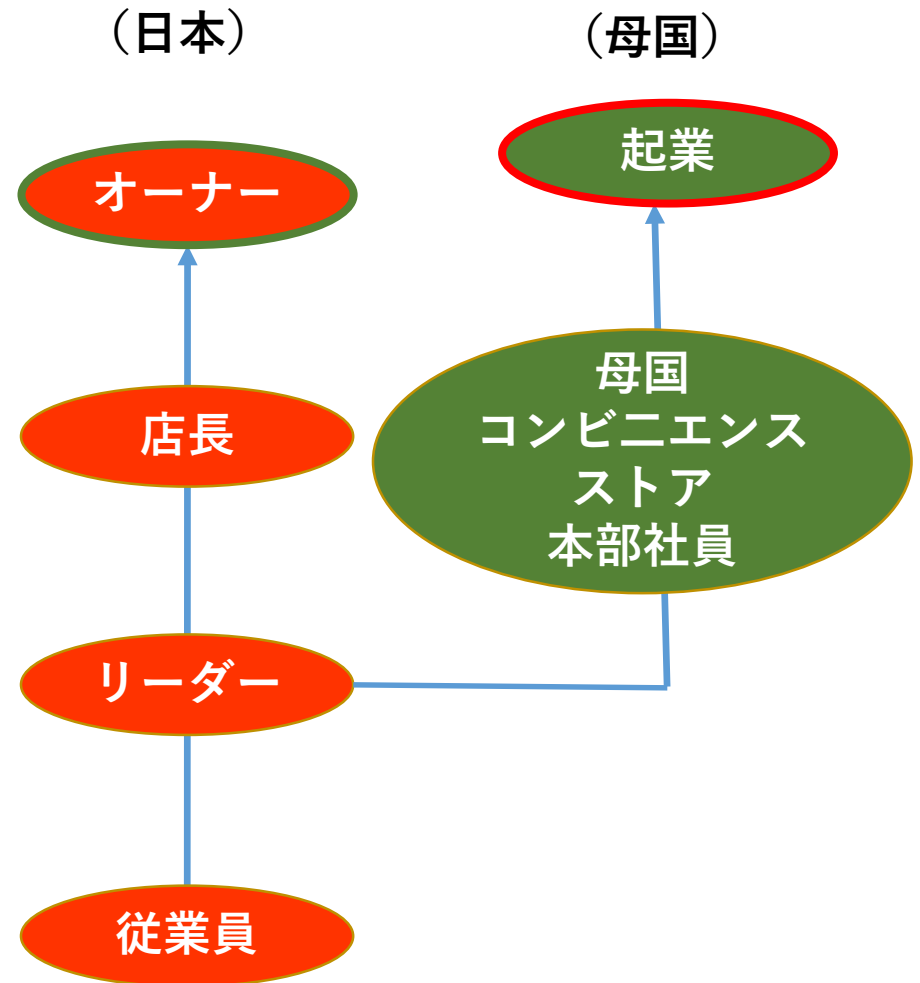 （日本）
（母国）
オーナー
起業
店長
母国
コンビニエンス
ストア
本部社員
リーダー
従業員